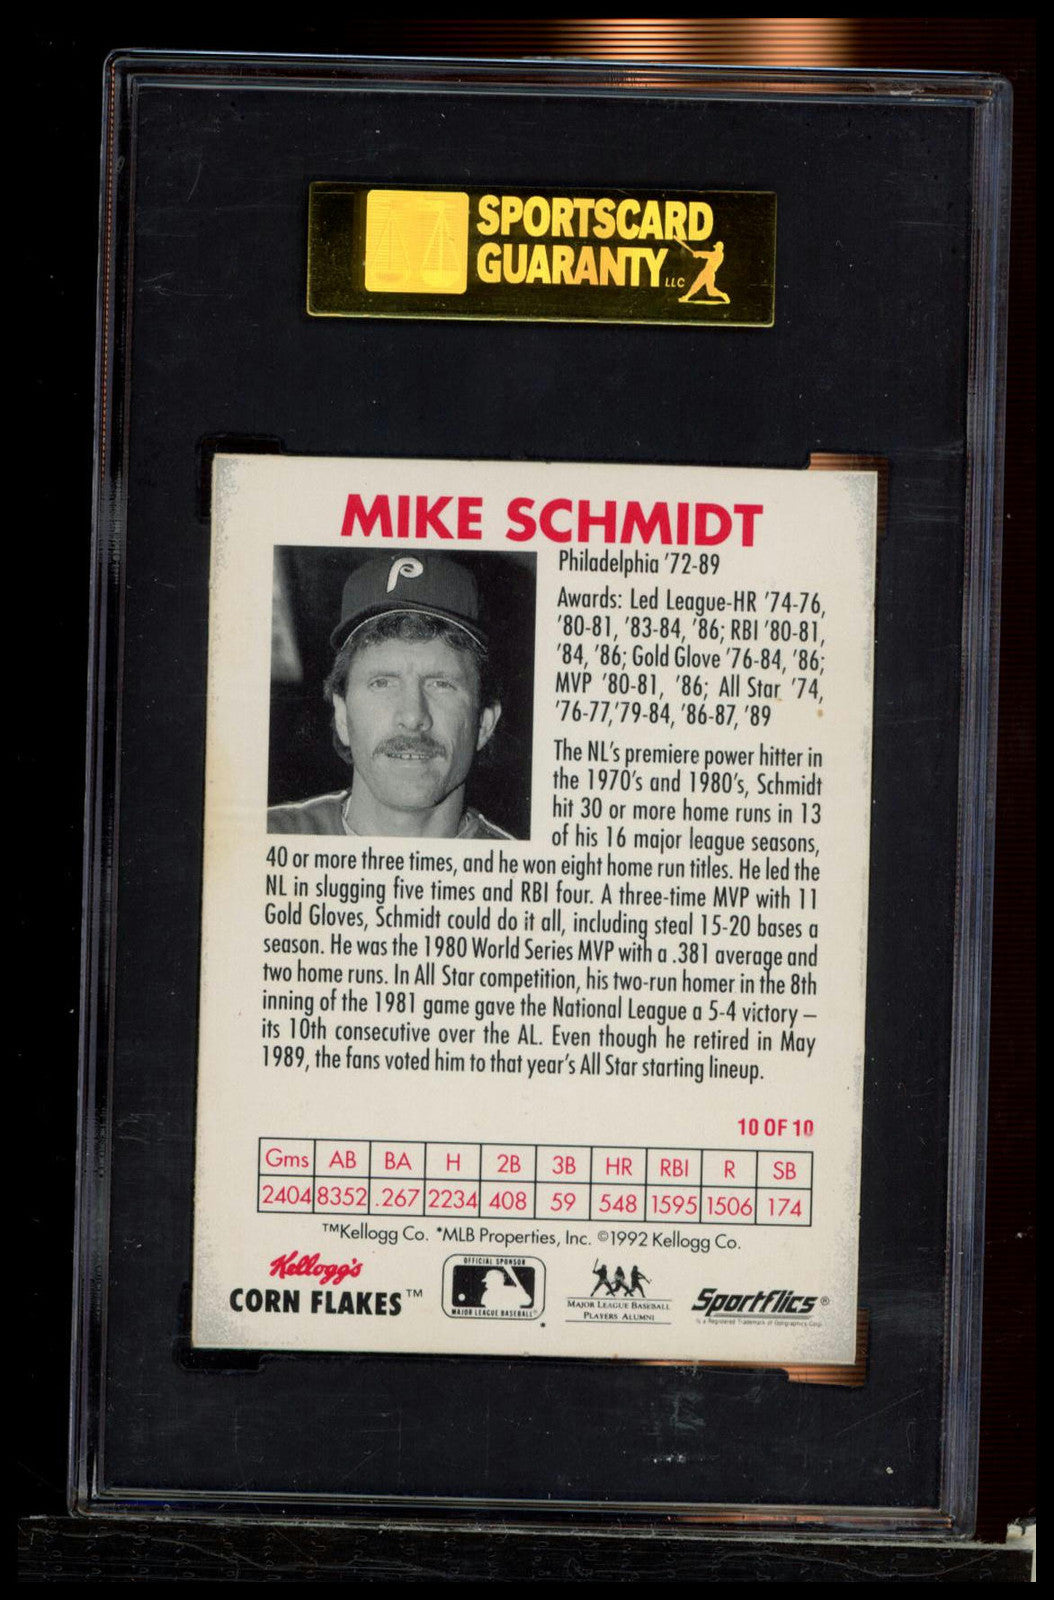 SPORTSCARD
GUARANTY LLC
MIKE SCHMIDT
Philadelphia '72-89
Awards: Led League-HR '74-76,
'80-81, '83-84, '86; RBI '80-81,
'84, '86; Gold Glove '76-84, '86;
MVP '80-81, '86; All Star '74,
'76-77,'79-84, '86-87, '89
The NL's premiere power hitter in
the 1970's and 1980's, Schmidt
hit 30 or more home runs in 13
of his 16 major league seasons,
40 or more three times, and he won eight home run titles. He led the
NL in slugging five times and RBI four. A three-time MVP with 11
Gold Gloves, Schmidt could do it all, including steal 15-20 bases a
season. He was the 1980 World Series MVP with a .381 average and
two home runs. In All Star competition, his two-run homer in the 8th
inning of the 1981 game gave the National League a 5-4 victory –
its 10th consecutive over the AL. Even though he retired in May
1989, the fans voted him to that year's All Star starting lineup.
10 OF 10
Gms AB BA H 2B 3B HR RBI R SB
2404 8352 .267 2234 408 59 548 1595 1506 174
™Kellogg Co. *MLB Properties, Inc. ©1992 Kellogg Co.
Kellogg's
CORN FLAKES™
OFFICIAL SPONSOR
MAJOR LEAGUE BASEBALL
*
MAJOR LEAGUE BASEBALL
PLAYERS ALUMNI
Sportflics®
is a Registered Trademark of Optigraphics Corp.